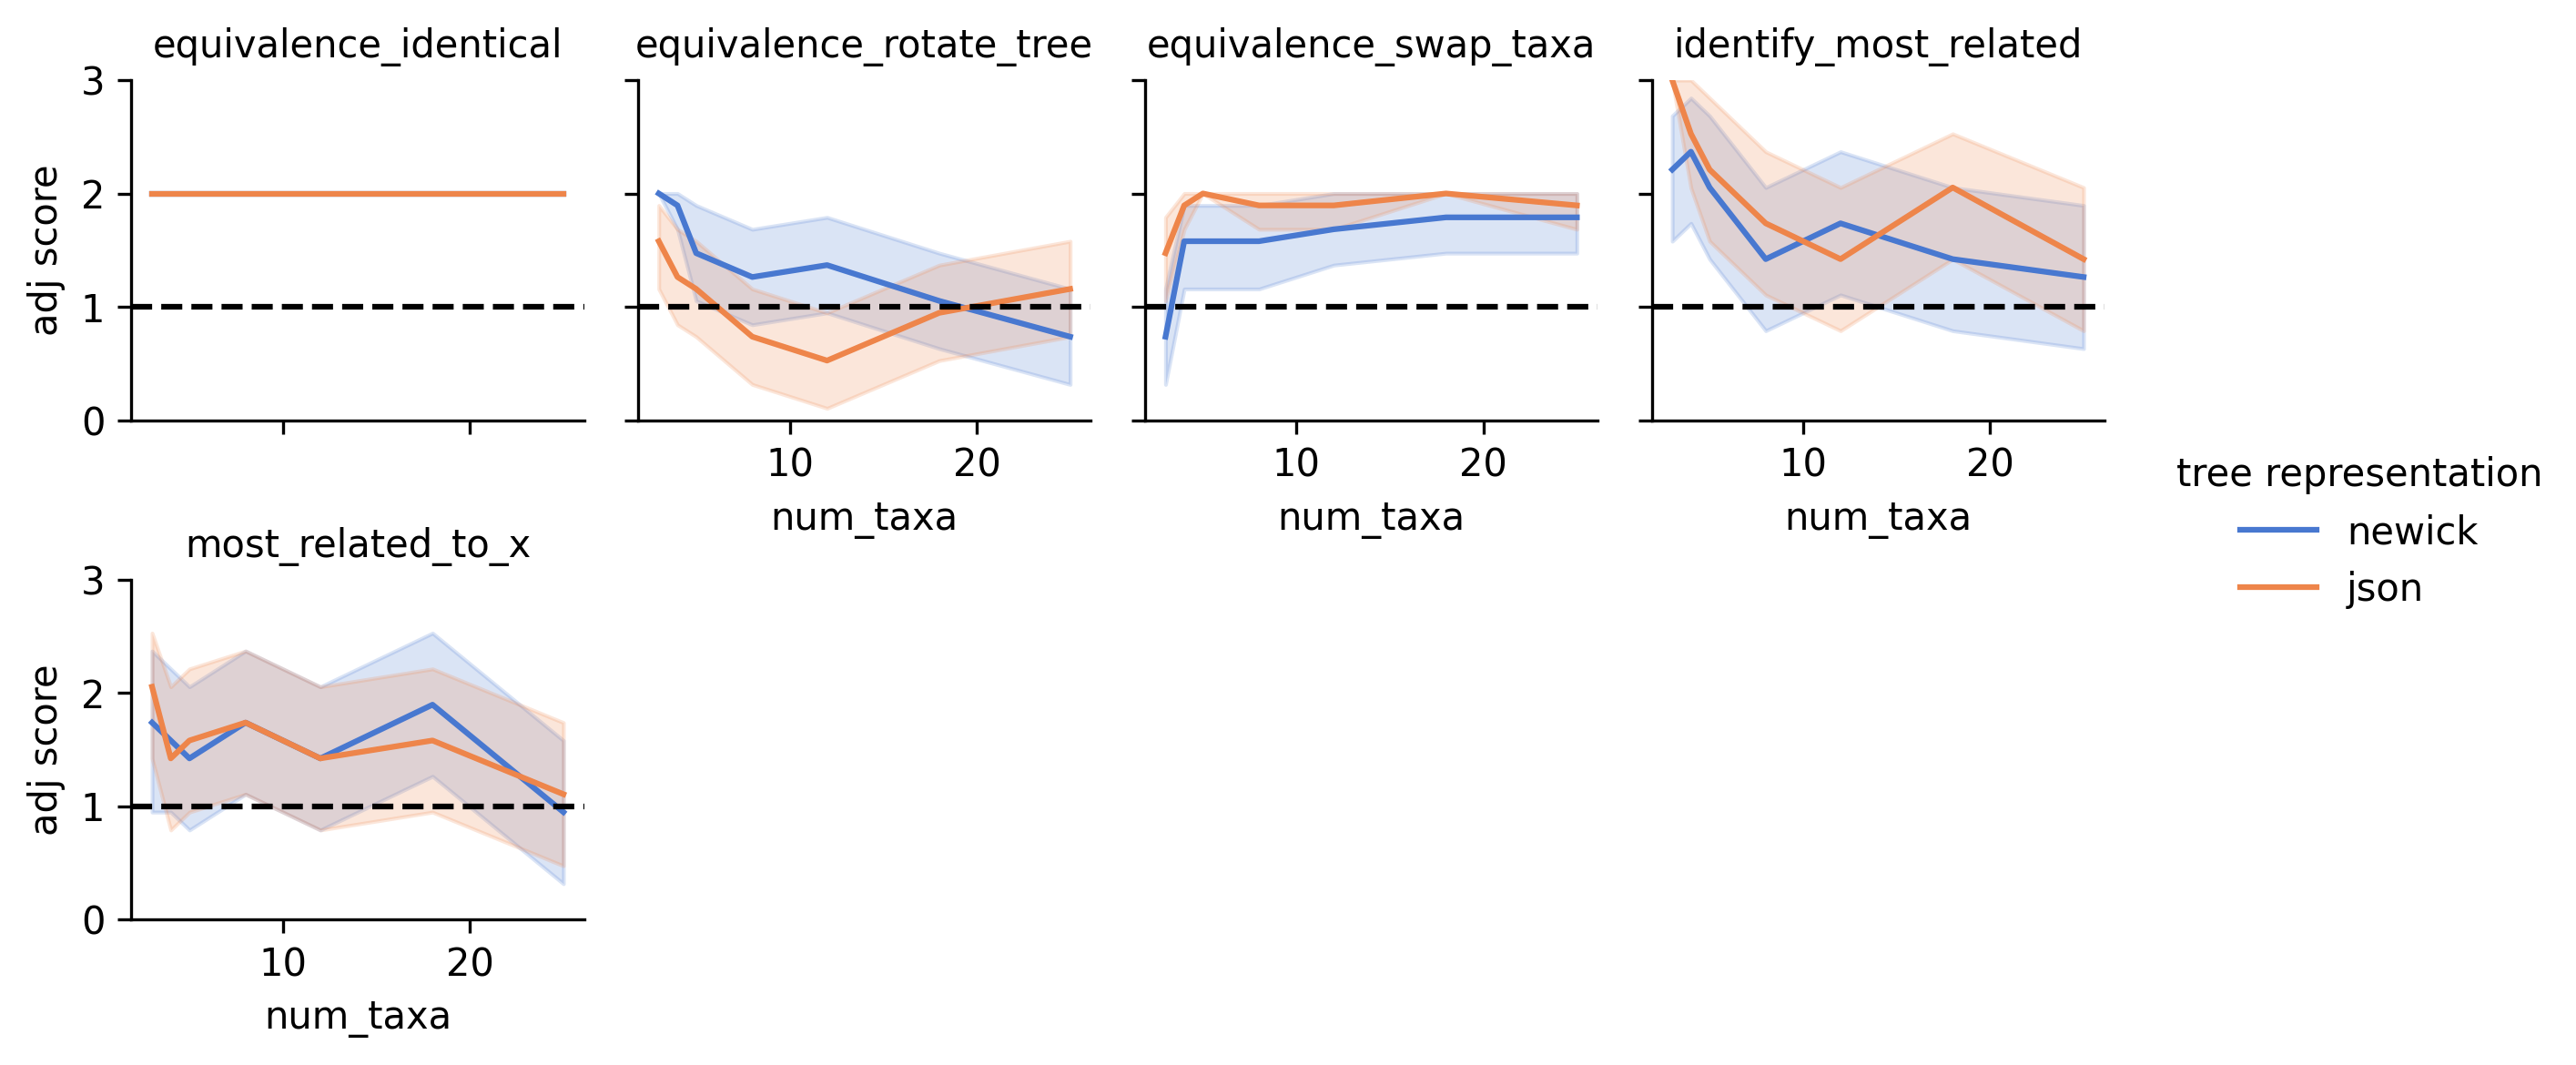 equivalence_identical
equivalence_rotate_tree
equivalence_swap_taxa
identify_most_related
3
2
1
0
adj score
10
20
num_taxa
10
20
num_taxa
10
20
num_taxa
tree representation
newick
json
most_related_to_x
3
2
1
0
adj score
10
20
num_taxa